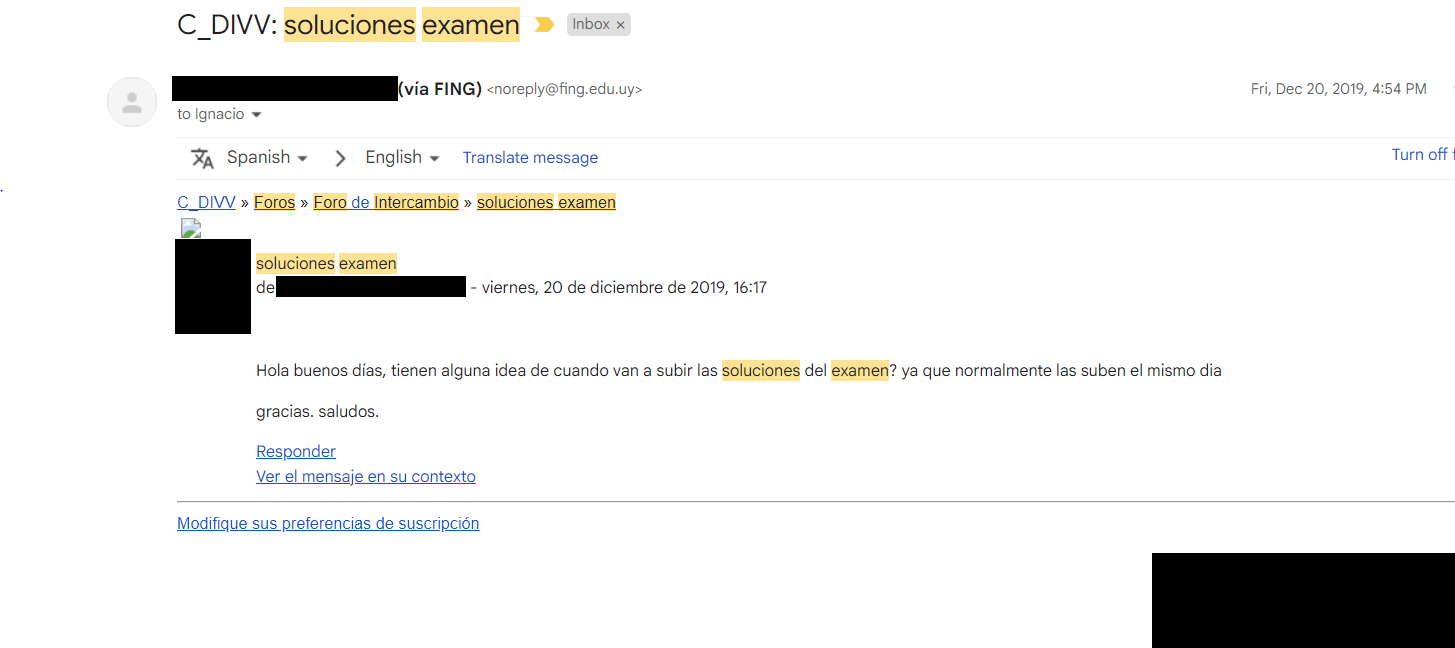 C_DIVV: soluciones examen
Inbox ×
(vía FING) <noreply@fing.edu.uy>
Fri, Dec 20, 2019, 4:54 PM
to Ignacio
Spanish
English
Translate message
Turn off
C_DIVV » Foros » Foro de Intercambio » soluciones examen
soluciones examen
de - viernes, 20 de diciembre de 2019, 16:17
Hola buenos días, tienen alguna idea de cuando van a subir las soluciones del examen? ya que normalmente las suben el mismo dia
gracias. saludos.
Responder
Ver el mensaje en su contexto
Modifique sus preferencias de suscripción